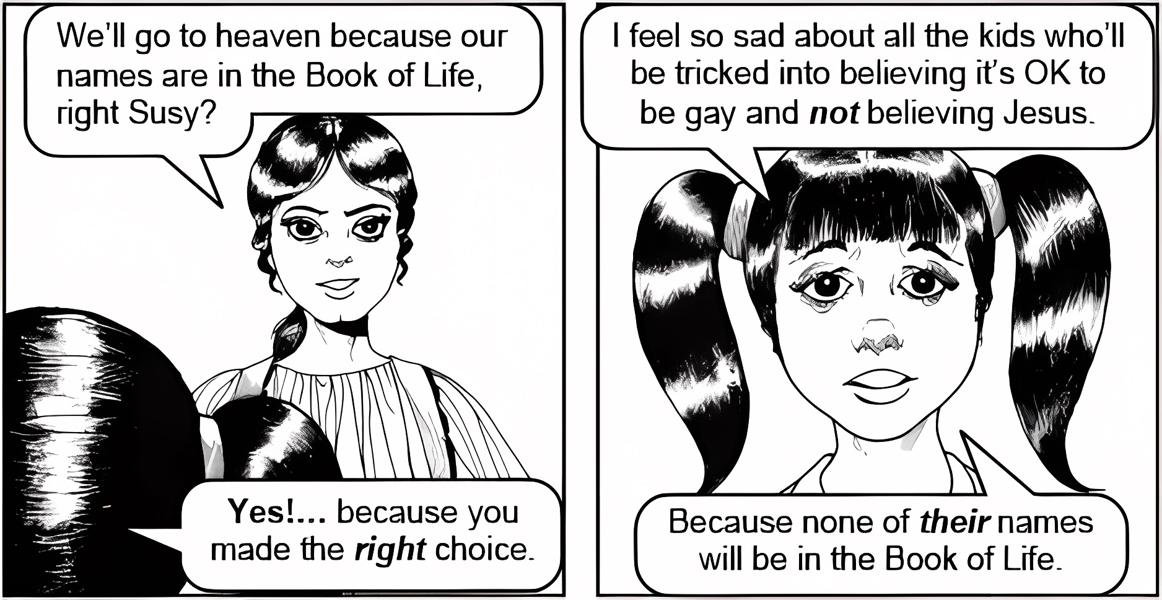 We'll go to heaven because our
names are in the Book of Life,
right Susy?
Yes!... because you
made the right choice.
I feel so sad about all the kids who'll
be tricked into believing it's OK to
be gay and not believing Jesus.
Because none of their names
will be in the Book of Life.